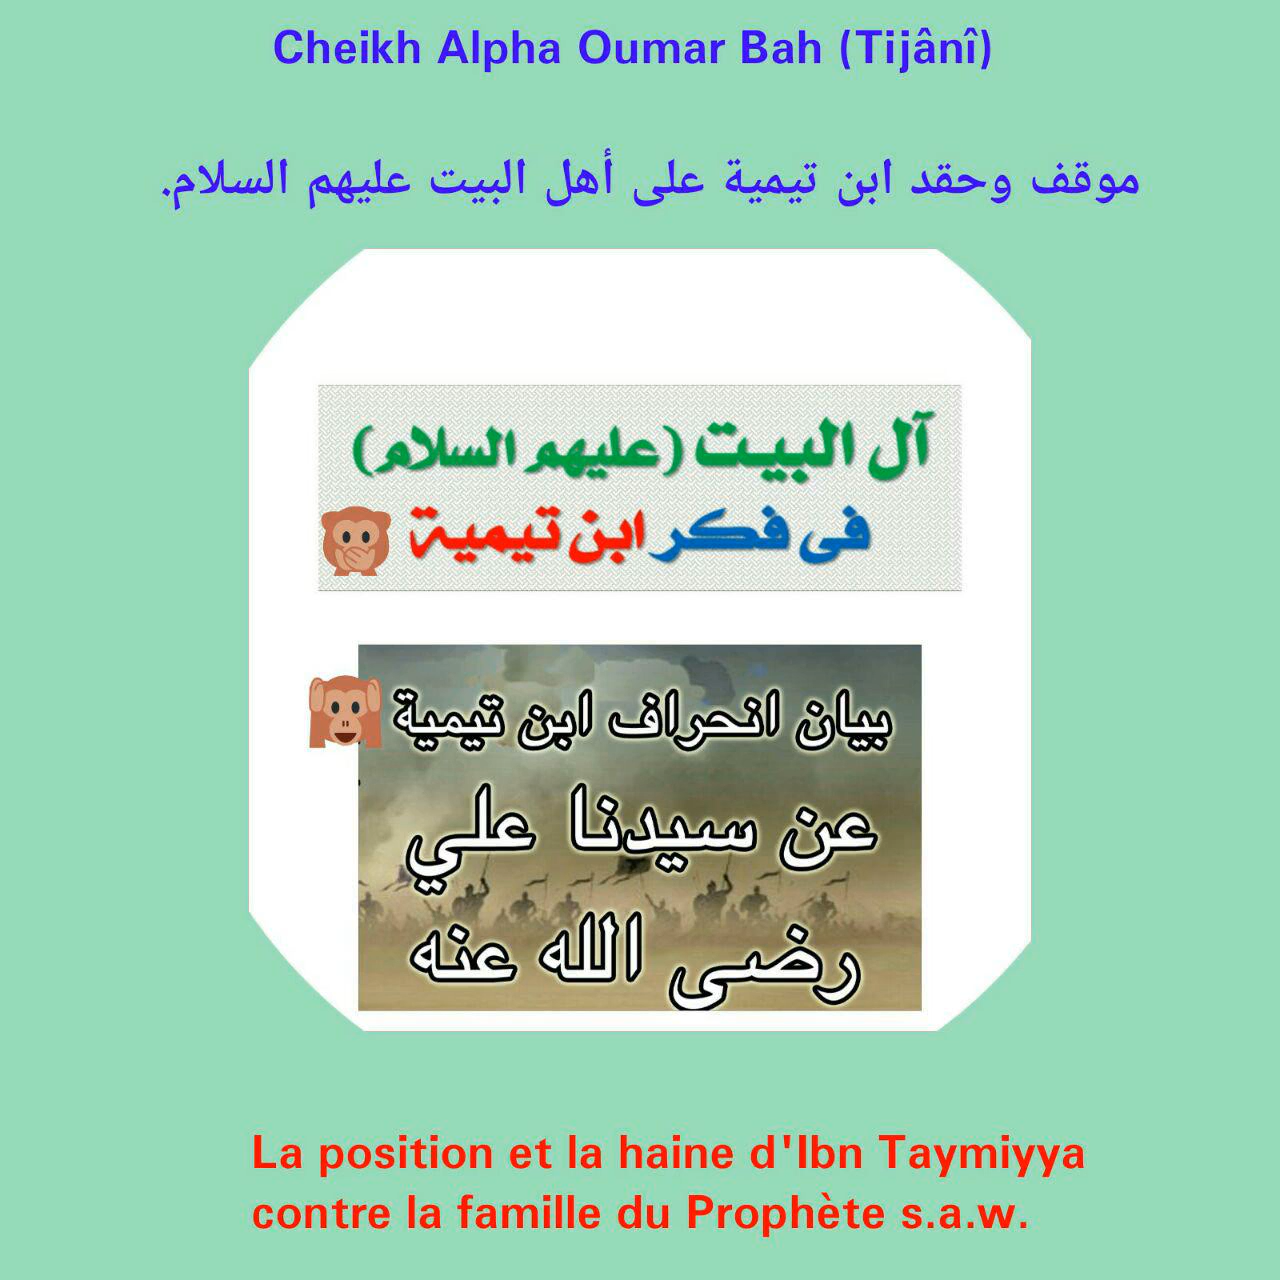 Cheikh Alpha Oumar Bah (Tijânî)
موقف وحقد ابن تيمية على أهل البيت عليهم السلام.
آل البيت (عليهم السلام)
فى فكر ابن تيمية
بيان انحراف ابن تيمية
عن سيدنا علي
رضى الله عنه
La position et la haine d'Ibn Taymiyya
contre la famille du Prophète s.a.w.